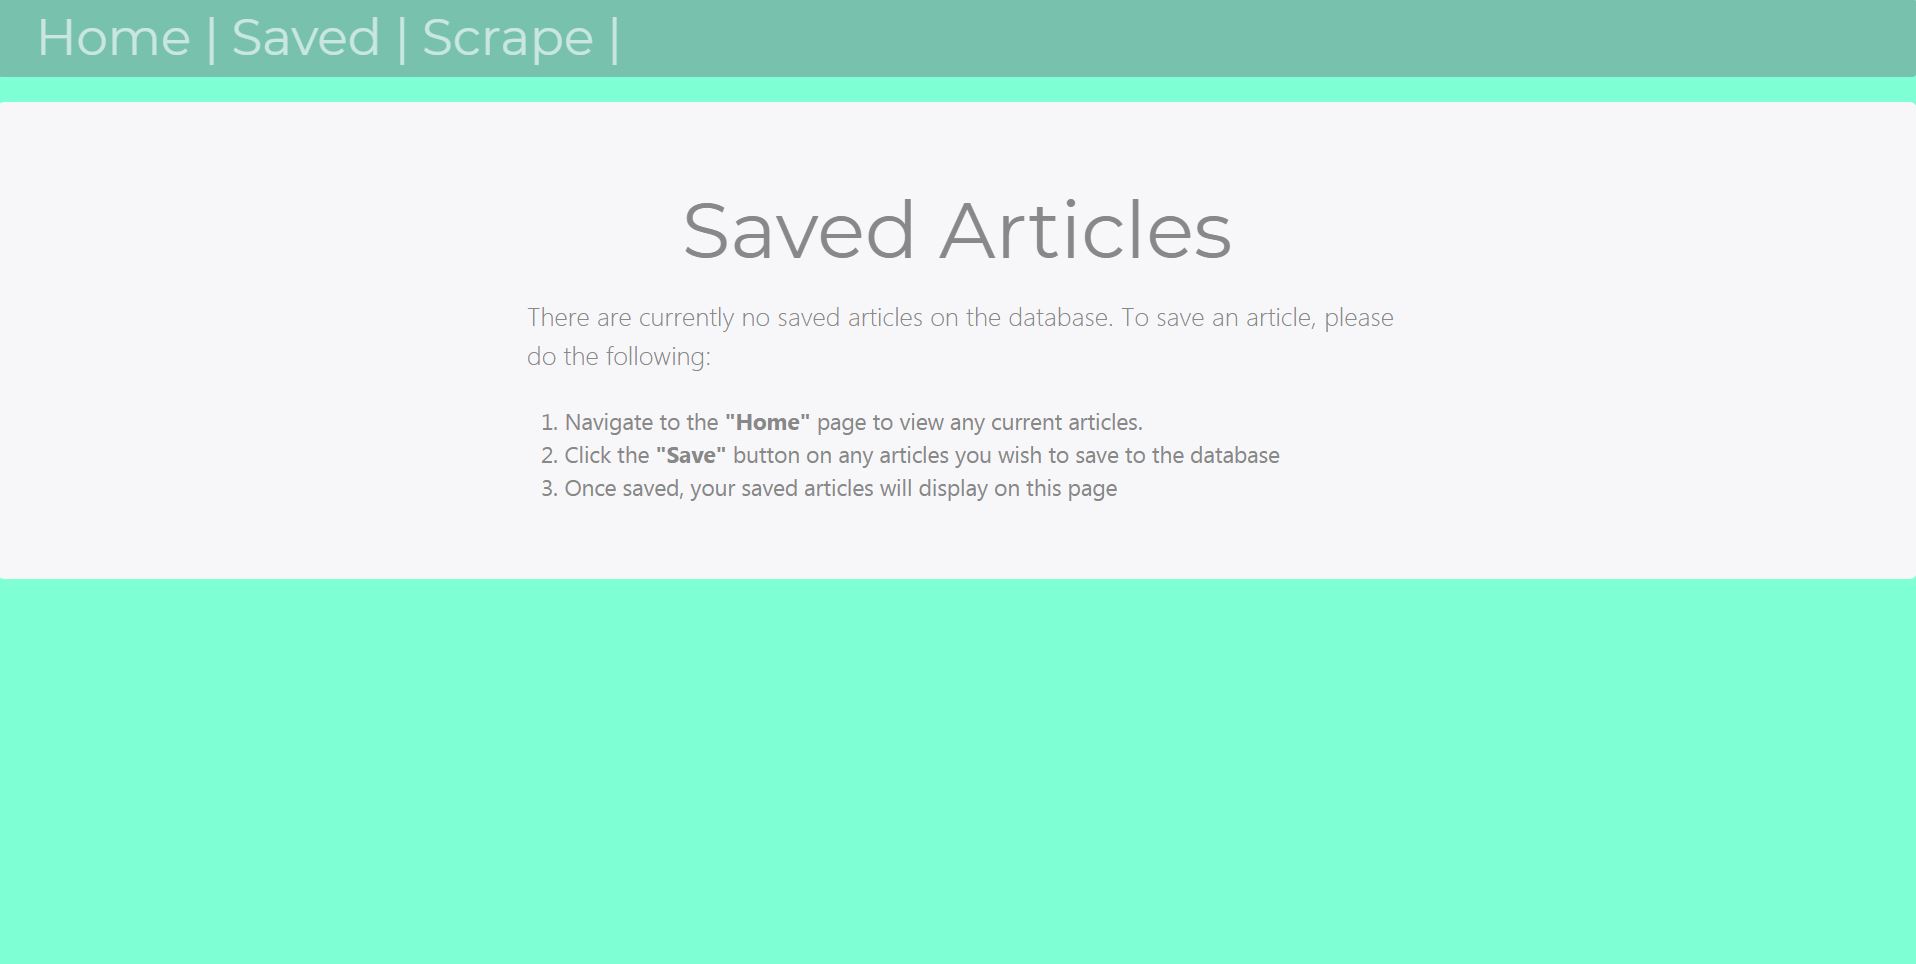 Home | Saved | Scrape |
Saved Articles
There are currently no saved articles on the database. To save an article, please
do the following:
1. Navigate to the "Home" page to view any current articles.
2. Click the "Save" button on any articles you wish to save to the database
3. Once saved, your saved articles will display on this page